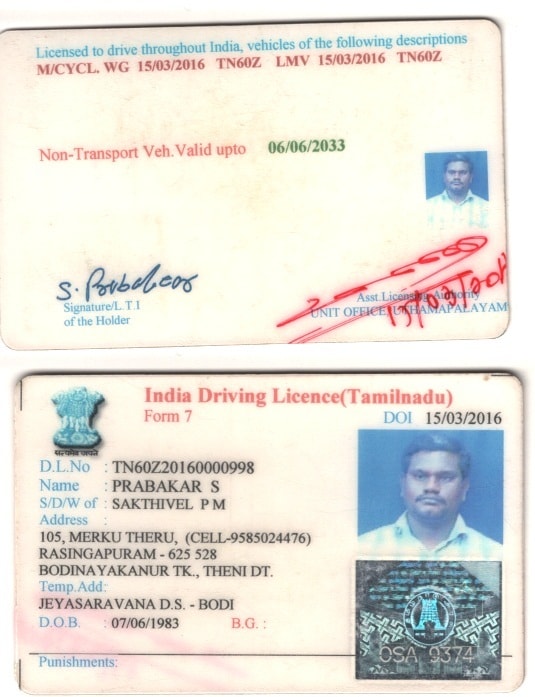 Licensed to drive throughout India, vehicles of the following descriptions
M/CYCL. WG 15/03/2016 TN60Z LMV 15/03/2016 TN60Z
Non-Transport Veh.Valid upto 06/06/2033
S. Prabakar
Signature/L.T.I
of the Holder
Asst.Licensing Authority
UNIT OFFICE, UTHAMAPALAYAM
India Driving Licence(Tamilnadu)
Form 7
DOI 15/03/2016
सत्यमेव जयते
D.L.No : TN60Z20160000998
Name : PRABAKAR S
S/D/W of : SAKTHIVEL P M
Address :
105, MERKU THERU, (CELL-9585024476)
RASINGAPURAM - 625 528
BODINAYAKANUR TK., THENI DT.
Temp.Add:
JEYASARAVANA D.S. - BODI
D.O.B. : 07/06/1983 B.G. :
OSA 9374
Punishments: